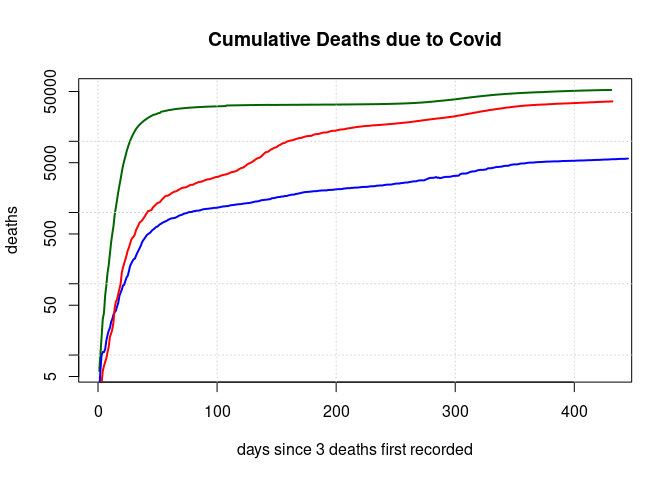 Cumulative Deaths due to Covid
deaths
50000
5000
500
50
5
0 100 200 300 400
days since 3 deaths first recorded